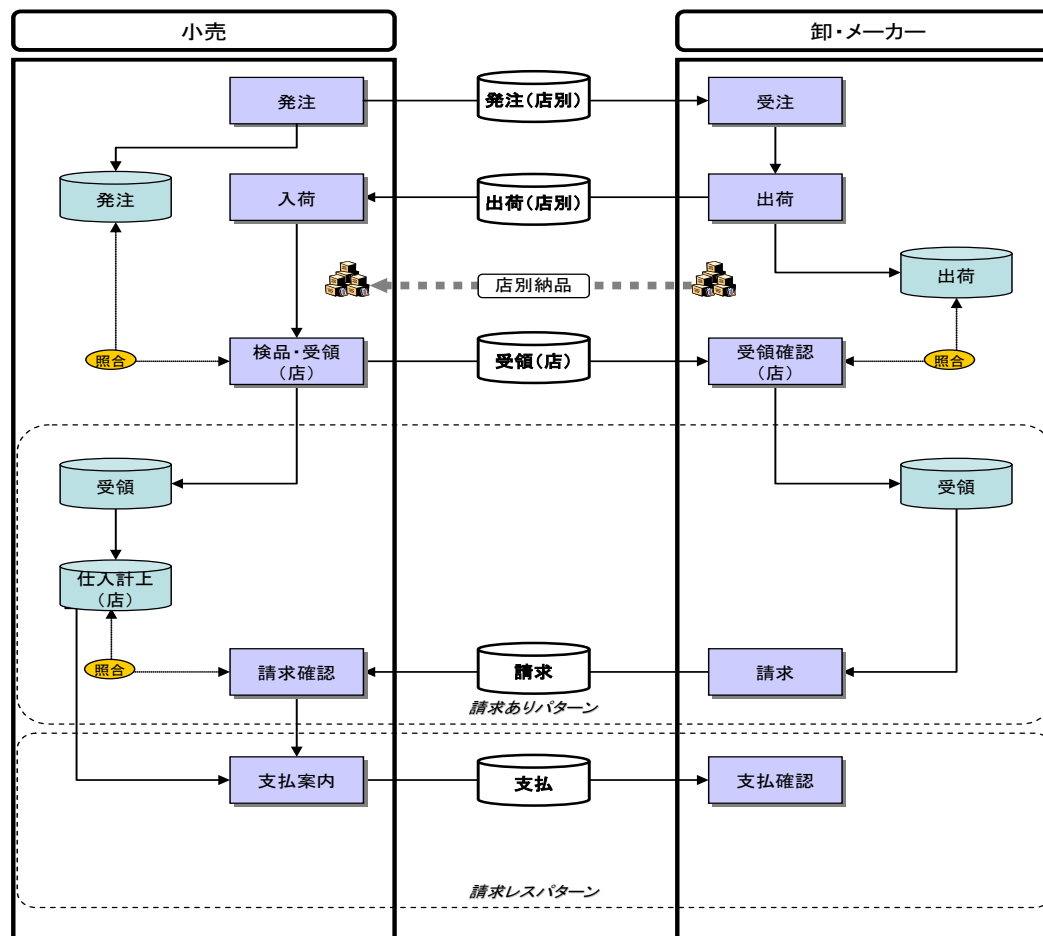 小売
卸・メーカー
発注
発注(店別)
受注
発注
入荷
出荷(店別)
出荷
店別納品
出荷
照合
検品・受領
(店)
受領(店)
受領確認
(店)
照合
受領
受領
仕入計上
(店)
照合
請求確認
請求
請求
請求ありパターン
支払案内
支払
支払確認
請求レスパターン